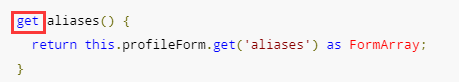 get aliases() {
  return this.profileForm.get('aliases') as FormArray;
}